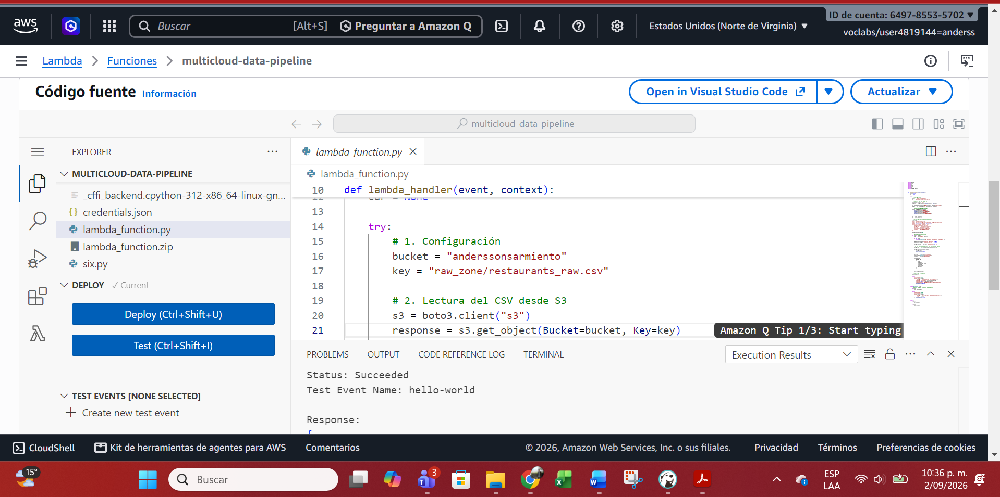 aws
Buscar [Alt+S] Preguntar a Amazon Q
Estados Unidos (Norte de Virginia)
ID de cuenta: 6497-8553-5702
voclabs/user4819144=anderss
Lambda > Funciones > multicloud-data-pipeline
Código fuente Información
Open in Visual Studio Code
Actualizar
multicloud-data-pipeline
EXPLORER
MULTICLOUD-DATA-PIPELINE
_cffi_backend.cpython-312-x86_64-linux-gn...
credentials.json
lambda_function.py
lambda_function.zip
six.py
DEPLOY ✓ Current
Deploy (Ctrl+Shift+U)
Test (Ctrl+Shift+I)
TEST EVENTS [NONE SELECTED]
Create new test event
lambda_function.py
lambda_function.py
10 def lambda_handler(event, context):
12 cur = None
13
14 try:
15 # 1. Configuración
16 bucket = "anderssonsarmiento"
17 key = "raw_zone/restaurants_raw.csv"
18
19 # 2. Lectura del CSV desde S3
20 s3 = boto3.client("s3")
21 response = s3.get_object(Bucket=bucket, Key=key)
Amazon Q Tip 1/3: Start typing
PROBLEMS OUTPUT CODE REFERENCE LOG TERMINAL
Execution Results
Status: Succeeded
Test Event Name: hello-world
Response:
{
CloudShell Kit de herramientas de agentes para AWS Comentarios
© 2026, Amazon Web Services, Inc. o sus filiales. Privacidad Términos Preferencias de cookies
15°
Buscar
3
ESP
LAA
10:36 p. m.
2/09/2026